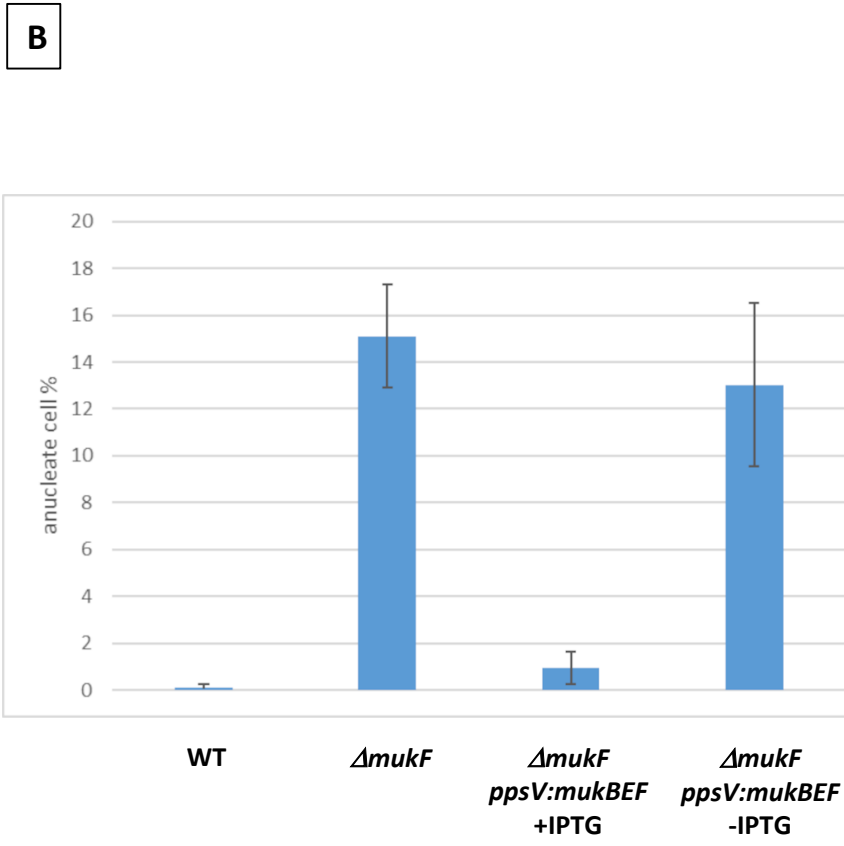 B
20
18
16
14
12
10
8
6
4
2
0
anucleate cell %
WT
ΔmukF
ΔmukF
ppsV:mukBEF
+IPTG
ΔmukF
ppsV:mukBEF
-IPTG